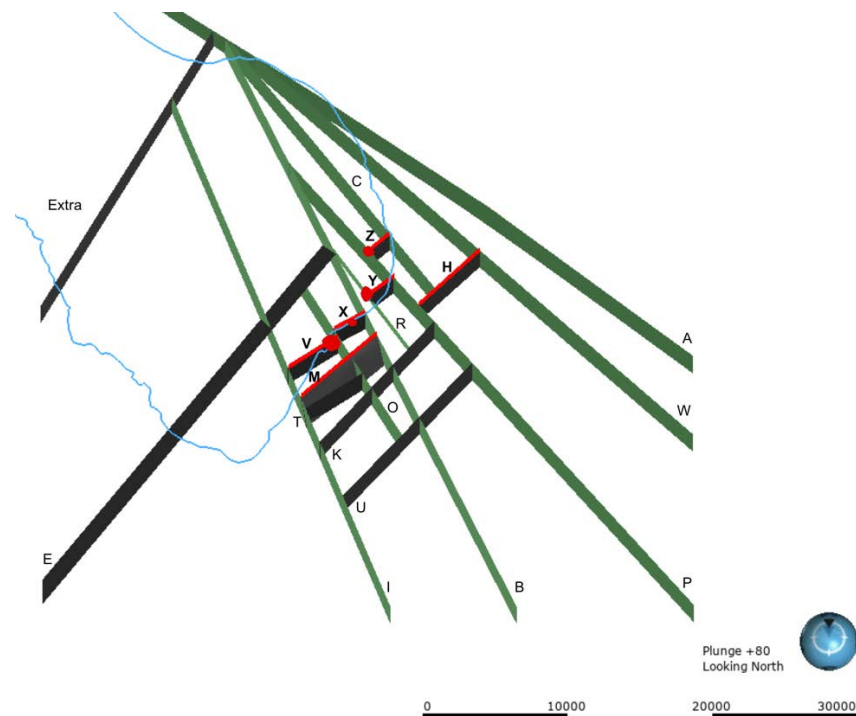 Extra
C
Z
H
Y
X
R
A
V
M
W
T
O
K
U
E
I
B
P
Plunge +80
Looking North
0 10000 20000 30000